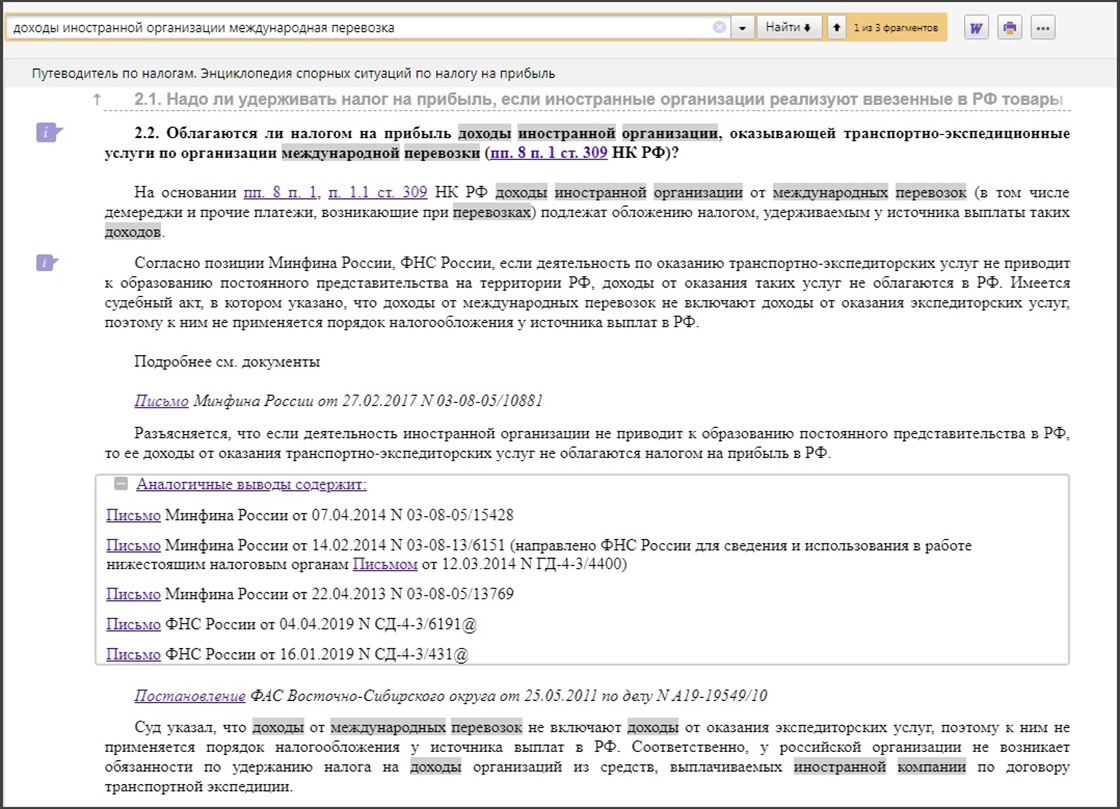 доходы иностранной организации международная перевозка
Найти
1 из 3 фрагментов
W
Путеводитель по налогам. Энциклопедия спорных ситуаций по налогу на прибыль
2.1. Надо ли удерживать налог на прибыль, если иностранные организации реализуют ввезенные в РФ товары
i
2.2. Облагаются ли налогом на прибыль доходы иностранной организации, оказывающей транспортно-экспедиционные
услуги по организации международной перевозки (пп. 8 п. 1 ст. 309 НК РФ)?
На основании пп. 8 п. 1, п. 1.1 ст. 309 НК РФ доходы иностранной организации от международных перевозок (в том числе
демереджи и прочие платежи, возникающие при перевозках) подлежат обложению налогом, удерживаемым у источника выплаты таких
доходов.
i
Согласно позиции Минфина России, ФНС России, если деятельность по оказанию транспортно-экспедиторских услуг не приводит
к образованию постоянного представительства на территории РФ, доходы от оказания таких услуг не облагаются в РФ. Имеется
судебный акт, в котором указано, что доходы от международных перевозок не включают доходы от оказания экспедиторских услуг,
поэтому к ним не применяется порядок налогообложения у источника выплат в РФ.
Подробнее см. документы
Письмо Минфина России от 27.02.2017 N 03-08-05/10881
Разъясняется, что если деятельность иностранной организации не приводит к образованию постоянного представительства в РФ,
то ее доходы от оказания транспортно-экспедиторских услуг не облагаются налогом на прибыль в РФ.
Аналогичные выводы содержит:
Письмо Минфина России от 07.04.2014 N 03-08-05/15428
Письмо Минфина России от 14.02.2014 N 03-08-13/6151 (направлено ФНС России для сведения и использования в работе
нижестоящим налоговым органам Письмом от 12.03.2014 N ГД-4-3/4400)
Письмо Минфина России от 22.04.2013 N 03-08-05/13769
Письмо ФНС России от 04.04.2019 N СД-4-3/6191@
Письмо ФНС России от 16.01.2019 N СД-4-3/431@
Постановление ФАС Восточно-Сибирского округа от 25.05.2011 по делу N А19-19549/10
Суд указал, что доходы от международных перевозок не включают доходы от оказания экспедиторских услуг, поэтому к ним не
применяется порядок налогообложения у источника выплат в РФ. Соответственно, у российской организации не возникает
обязанности по удержанию налога на доходы организаций из средств, выплачиваемых иностранной компании по договору
транспортной экспедиции.